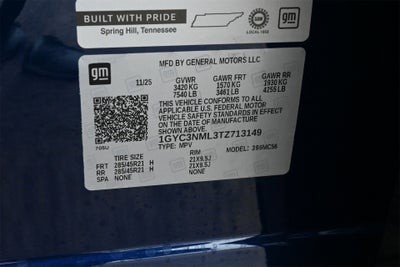 BUILT WITH PRIDE
Spring Hill, Tennessee
gm
LOCAL 1853
gm
MFD BY GENERAL MOTORS LLC
11/25 GVWR GAWR FRT GAWR RR
3420 KG 1570 KG 1930 KG
7540 LB 3461 LB 4255 LB
THIS VEHICLE CONFORMS TO ALL
APPLICABLE U.S. FEDERAL MOTOR
VEHICLE SAFETY STANDARDS IN EFFECT
ON THE DATE OF MANUFACTURE
SHOWN ABOVE
1GYC3NML3TZ713149
TYPE: MPV MODEL:
TIRE SIZE RIM
FRT 285/45R21 H 21X9.5J
RR 285/45R21 H 21X9.5J
SPA NONE NONE